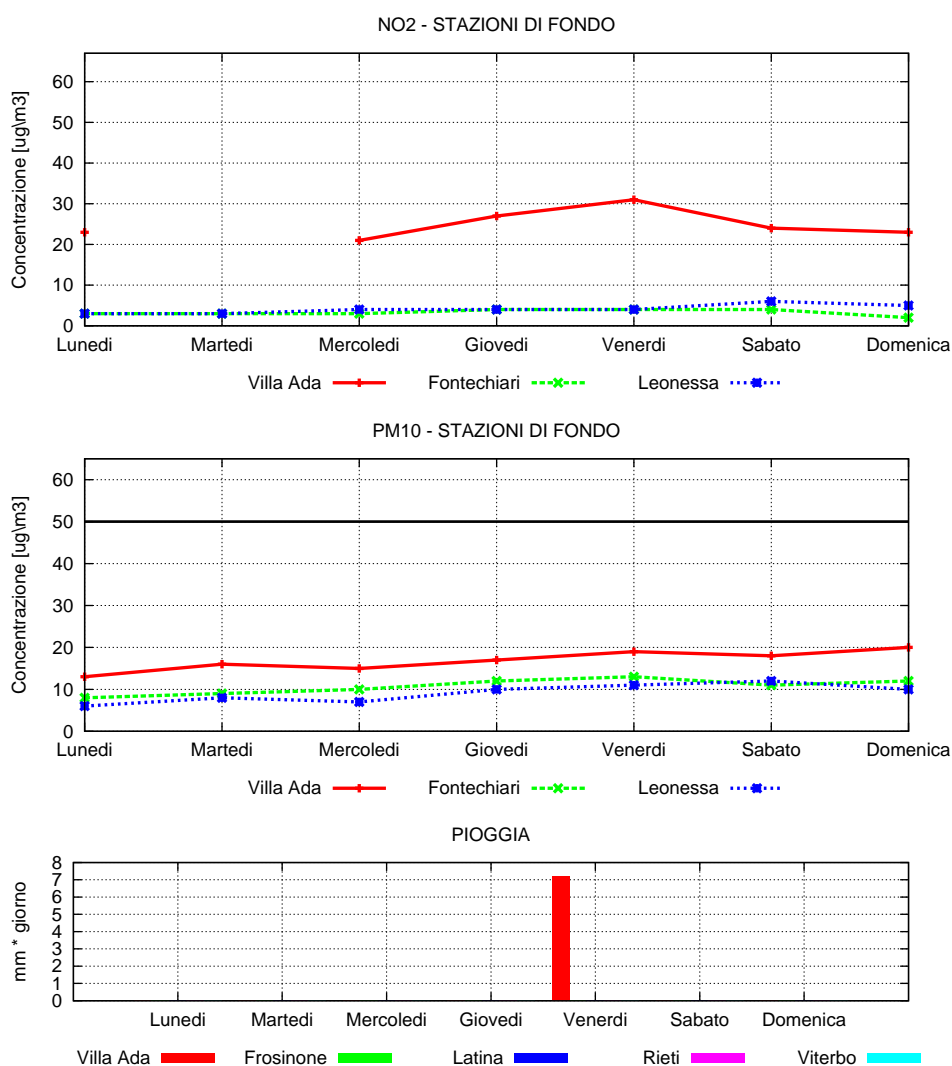 NO2 - STAZIONI DI FONDO
Concentrazione [ug\m3]
70
60
50
40
30
20
10
0
Lunedi Martedi Mercoledi Giovedi Venerdi Sabato Domenica
Villa Ada Fontechiari Leonessa
PM10 - STAZIONI DI FONDO
Concentrazione [ug\m3]
60
50
40
30
20
10
0
Lunedi Martedi Mercoledi Giovedi Venerdi Sabato Domenica
Villa Ada Fontechiari Leonessa
PIOGGIA
mm * giorno
8
7
6
5
4
3
2
1
0
Lunedi Martedi Mercoledi Giovedi Venerdi Sabato Domenica
Villa Ada Frosinone Latina Rieti Viterbo